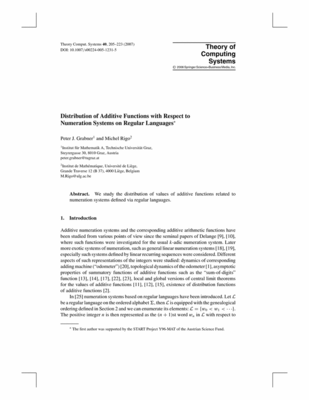 Theory Comput. Systems 40, 205–223 (2007)
DOI: 10.1007/s00224-005-1231-5
Theory of
Computing
Systems
© 2006 Springer Science+Business Media, Inc.
Distribution of Additive Functions with Respect to
Numeration Systems on Regular Languages*
Peter J. Grabner¹ and Michel Rigo²
¹Institut für Mathematik A, Technische Universität Graz,
Steyrergasse 30, 8010 Graz, Austria
peter.grabner@tugraz.at
²Institut de Mathématique, Université de Liège,
Grande Traverse 12 (B 37), 4000 Liège, Belgium
M.Rigo@ulg.ac.be
Abstract. We study the distribution of values of additive functions related to
numeration systems defined via regular languages.
1. Introduction
Additive numeration systems and the corresponding additive arithmetic functions have
been studied from various points of view since the seminal papers of Delange [9], [10],
where such functions were investigated for the usual k-adic numeration system. Later
more exotic systems of numeration, such as general linear numeration systems [18], [19],
especially such systems defined by linear recurring sequences were considered. Different
aspects of such representations of the integers were studied: dynamics of corresponding
adding machine (“odometer”) [20], topological dynamics of the odometer [1], asymptotic
properties of summatory functions of additive functions such as the “sum-of-digits”
function [13], [14], [17], [22], [23], local and global versions of central limit theorems
for the values of additive functions [11], [12], [15], existence of distribution functions
of additive functions [2].
In [25] numeration systems based on regular languages have been introduced. Let ℒ
be a regular language on the ordered alphabet Σ, then ℒ is equipped with the genealogical
ordering defined in Section 2 and we can enumerate its elements: ℒ = {w₀ < w₁ < ···}.
The positive integer n is then represented as the (n + 1)st word wₙ in ℒ with respect to
* The first author was supported by the START Project Y96-MAT of the Austrian Science Fund.